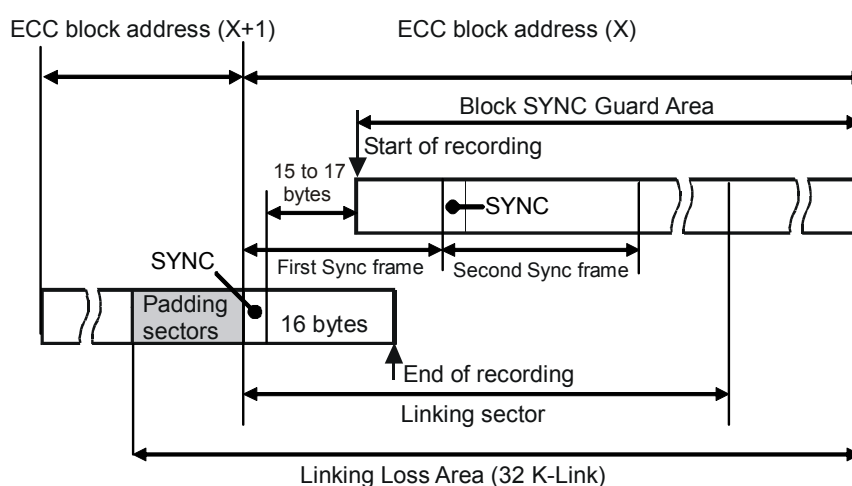 ECC block address (X+1)
ECC block address (X)
Block SYNC Guard Area
Start of recording
15 to 17
bytes
SYNC
First Sync frame
Second Sync frame
SYNC
Padding
sectors
16 bytes
End of recording
Linking sector
Linking Loss Area (32 K-Link)